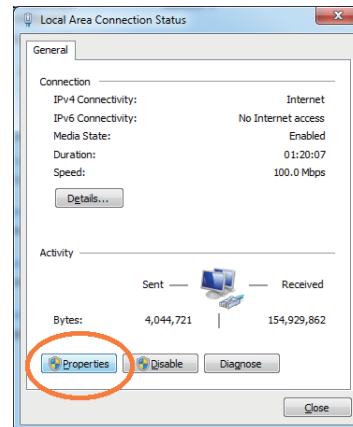 Local Area Connection Status
General
Connection
IPv4 Connectivity: Internet
IPv6 Connectivity: No Internet access
Media State: Enabled
Duration: 01:20:07
Speed: 100.0 Mbps
Details...
Activity
Sent Received
Bytes: 4,044,721 154,929,862
Properties Disable Diagnose
Close